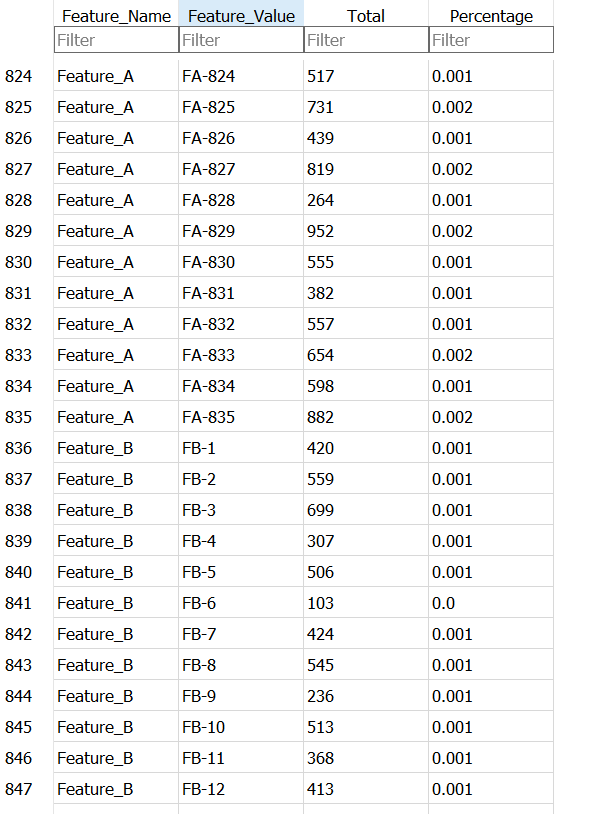 Feature_Name Feature_Value Total Percentage
Filter Filter Filter Filter
824 Feature_A FA-824 517 0.001
825 Feature_A FA-825 731 0.002
826 Feature_A FA-826 439 0.001
827 Feature_A FA-827 819 0.002
828 Feature_A FA-828 264 0.001
829 Feature_A FA-829 952 0.002
830 Feature_A FA-830 555 0.001
831 Feature_A FA-831 382 0.001
832 Feature_A FA-832 557 0.001
833 Feature_A FA-833 654 0.002
834 Feature_A FA-834 598 0.001
835 Feature_A FA-835 882 0.002
836 Feature_B FB-1 420 0.001
837 Feature_B FB-2 559 0.001
838 Feature_B FB-3 699 0.001
839 Feature_B FB-4 307 0.001
840 Feature_B FB-5 506 0.001
841 Feature_B FB-6 103 0.0
842 Feature_B FB-7 424 0.001
843 Feature_B FB-8 545 0.001
844 Feature_B FB-9 236 0.001
845 Feature_B FB-10 513 0.001
846 Feature_B FB-11 368 0.001
847 Feature_B FB-12 413 0.001